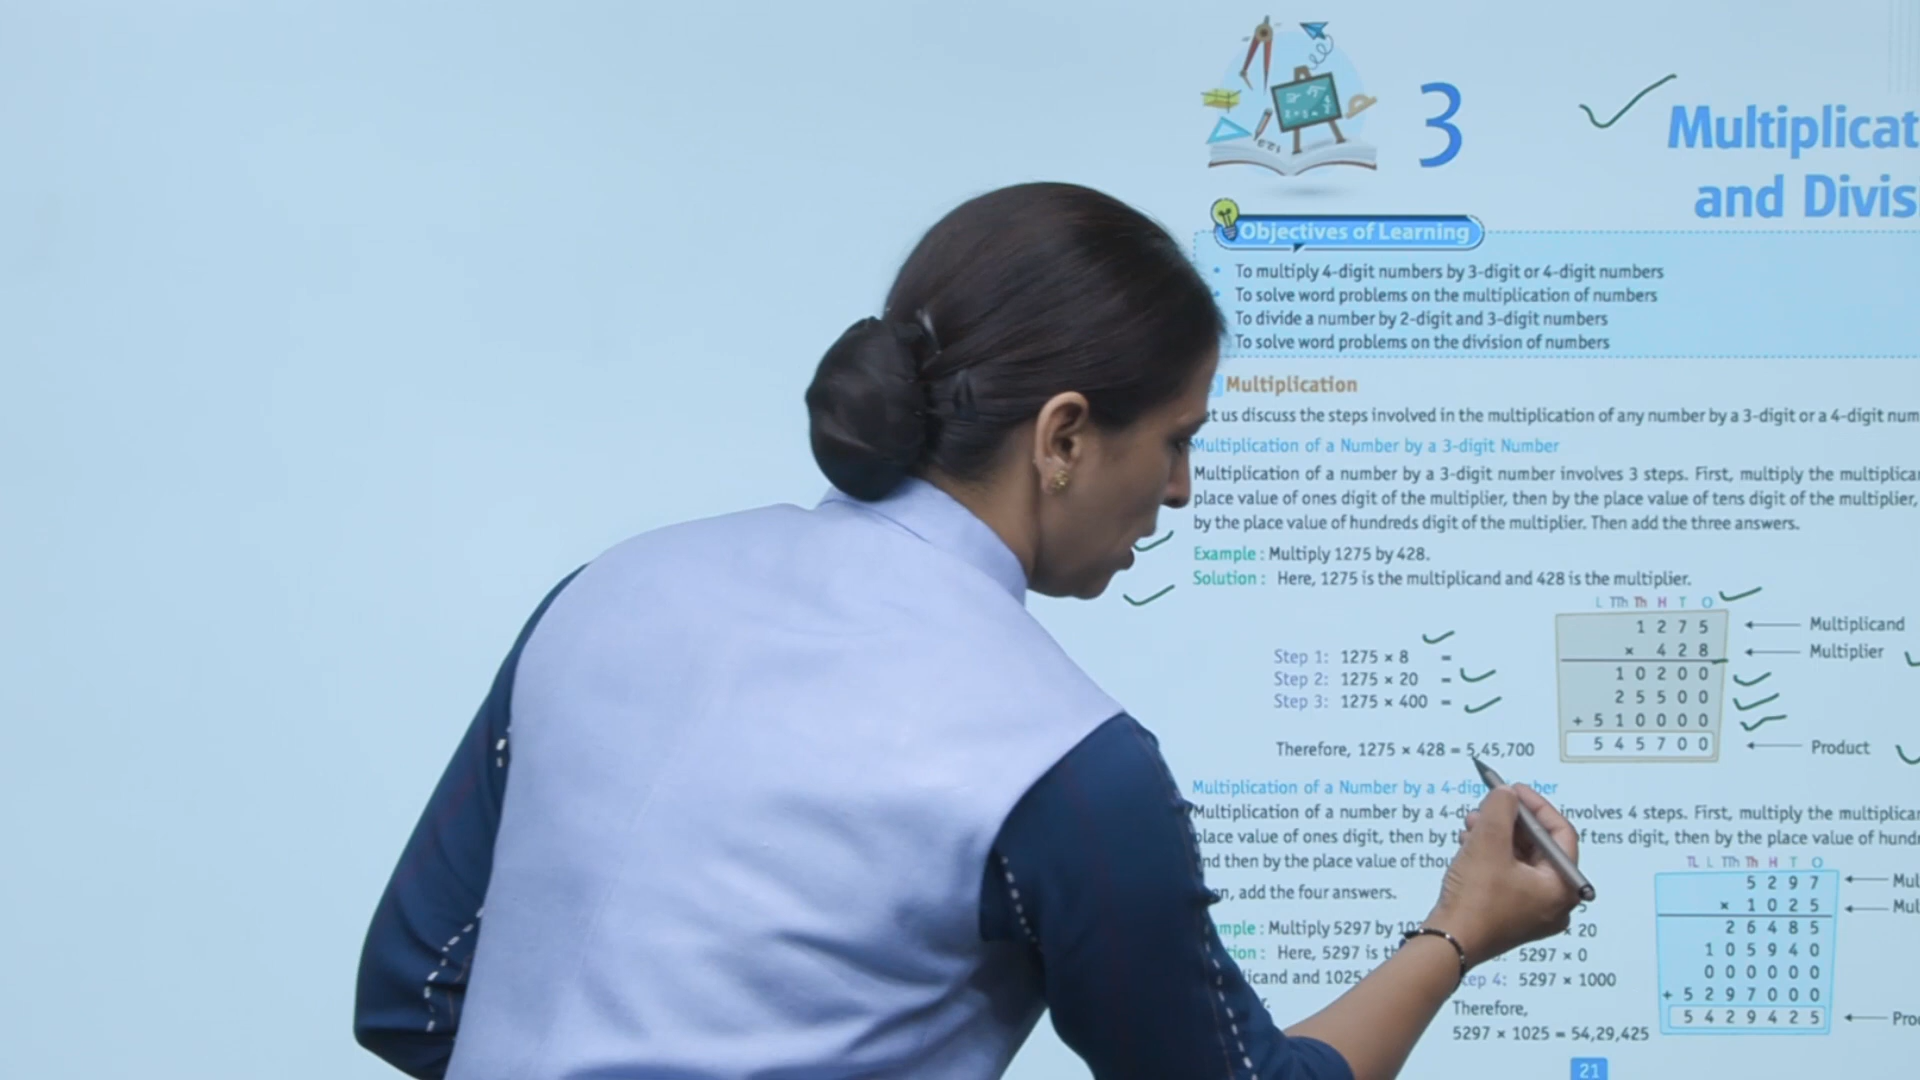 3
Multiplicat
and Divis
Objectives of Learning
To multiply 4-digit numbers by 3-digit or 4-digit numbers
To solve word problems on the multiplication of numbers
To divide a number by 2-digit and 3-digit numbers
To solve word problems on the division of numbers
Multiplication
et us discuss the steps involved in the multiplication of any number by a 3-digit or a 4-digit num
Multiplication of a Number by a 3-digit Number
Multiplication of a number by a 3-digit number involves 3 steps. First, multiply the multiplica
place value of ones digit of the multiplier, then by the place value of tens digit of the multiplier,
by the place value of hundreds digit of the multiplier. Then add the three answers.
Example : Multiply 1275 by 428.
Solution : Here, 1275 is the multiplicand and 428 is the multiplier.
L TTh Th H T O
1 2 7 5 Multiplicand
× 4 2 8 Multiplier
Step 1: 1275 × 8 =
1 0 2 0 0
Step 2: 1275 × 20 =
2 5 5 0 0
Step 3: 1275 × 400 =
+ 5 1 0 0 0 0
5 4 5 7 0 0 Product
Therefore, 1275 × 428 = 5,45,700
Multiplication of a Number by a 4-dig ber
Multiplication of a number by a 4-di involves 4 steps. First, multiply the multiplica
place value of ones digit, then by t f tens digit, then by the place value of hund
nd then by the place value of thou
n, add the four answers.
TL L TTh Th H T O
5 2 9 7 Mul
× 1 0 2 5 Mul
2 6 4 8 5
1 0 5 9 4 0
0 0 0 0 0 0
+ 5 2 9 7 0 0 0
5 4 2 9 4 2 5 Pro
mple : Multiply 5297 by 10
tion : Here, 5297 is th
licand and 1025
× 20
5297 × 0
tep 4: 5297 × 1000
Therefore,
5297 × 1025 = 54,29,425
21